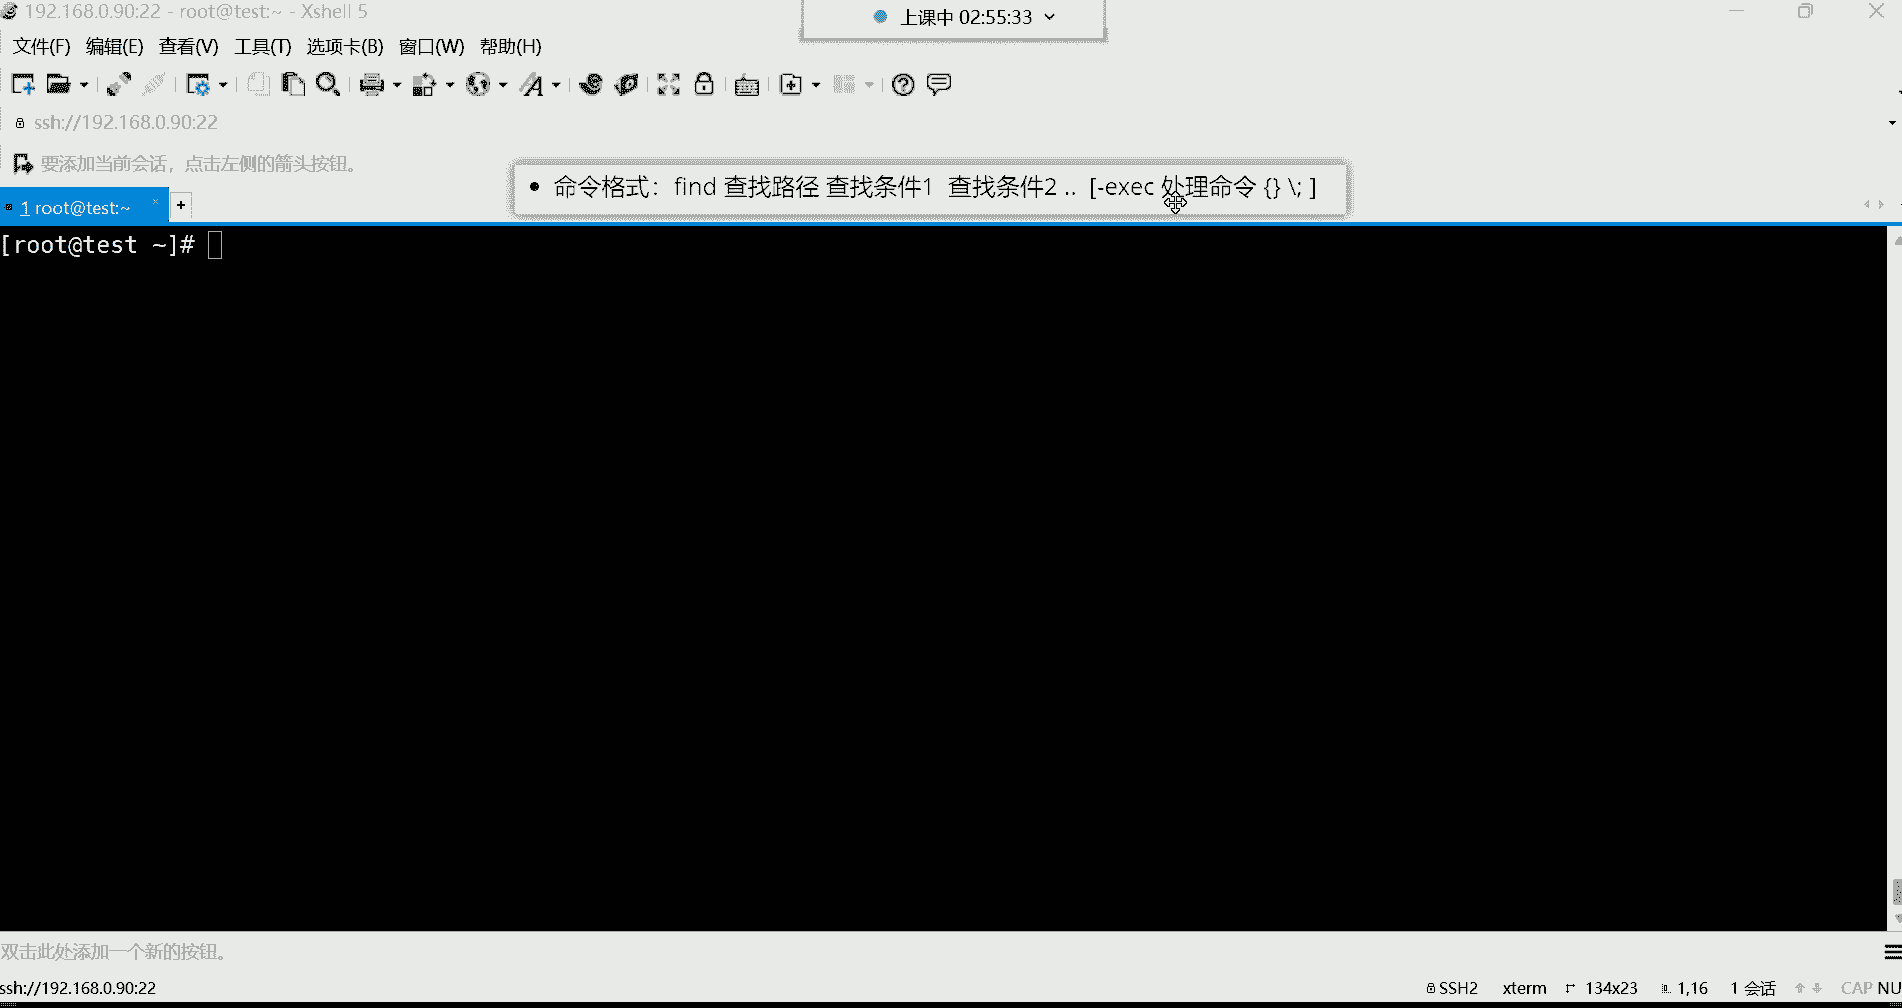 192.168.0.90:22 - root@test:~ - Xshell 5
上课中 02:55:33
文件(F) 编辑(E) 查看(V) 工具(T) 选项卡(B) 窗口(W) 帮助(H)
ssh://192.168.0.90:22
要添加当前会话，点击左侧的箭头按钮。
• 命令格式：find 查找路径 查找条件1 查找条件2 .. [-exec 处理命令 {} \; ]
1 root@test:~ × +
[root@test ~]#
双击此处添加一个新的按钮。
ssh://192.168.0.90:22 SSH2 xterm 134x23 1,16 1 会话 CAP NU